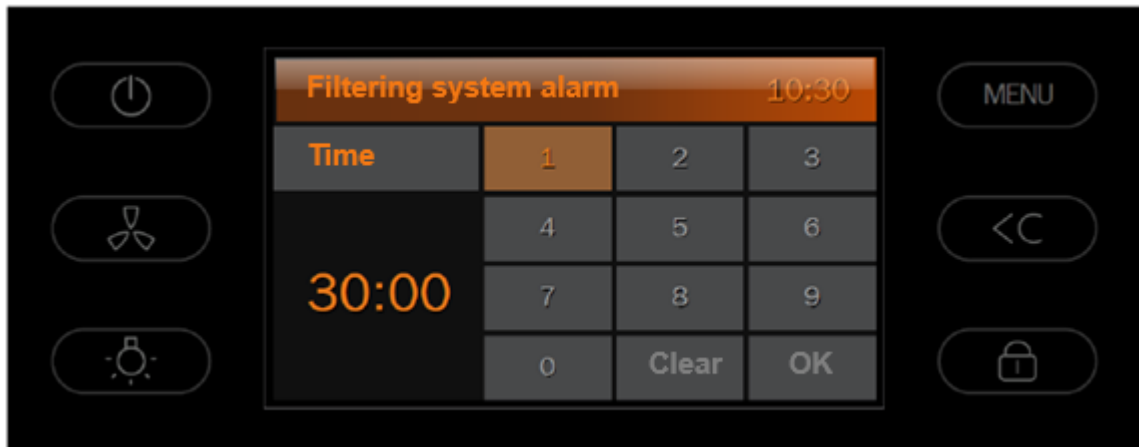 Filtering system alarm 10:30
MENU
Time 1 2 3
4 5 6
<C
30:00
7 8 9
0 Clear OK